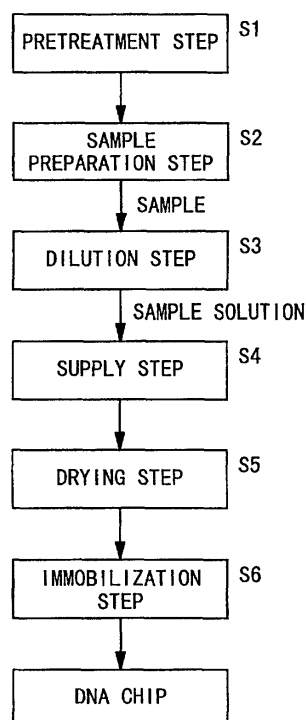 PRETREATMENT STEP S1
SAMPLE S2
PREPARATION STEP
SAMPLE
DILUTION STEP S3
SAMPLE SOLUTION
SUPPLY STEP S4
DRYING STEP S5
IMMOBILIZATION S6
STEP
DNA CHIP